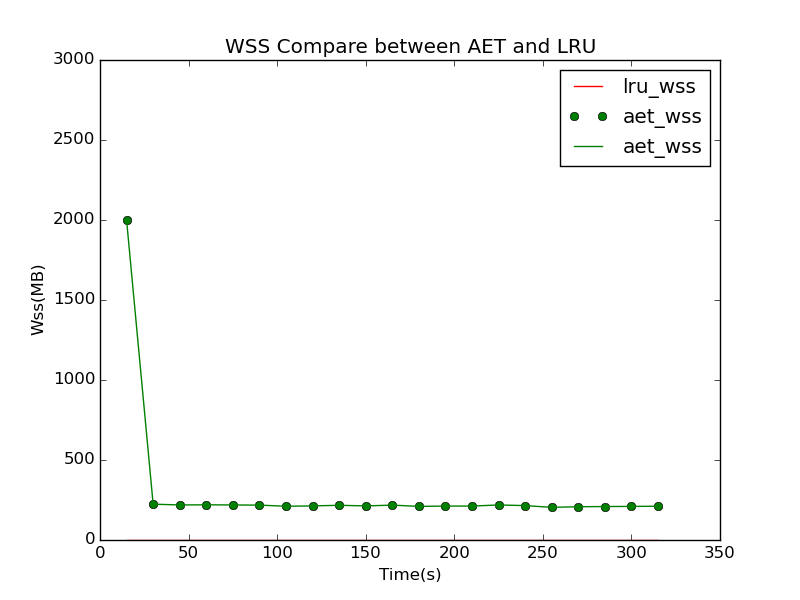 WSS Compare between AET and LRU
3000
2500
2000
1500
1000
500
0
Wss(MB)
lru_wss
aet_wss
aet_wss
0 50 100 150 200 250 300 350
Time(s)